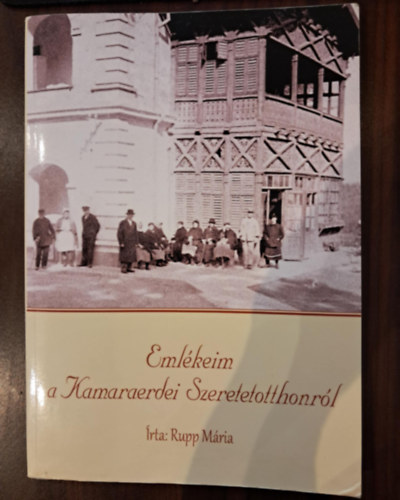 Emlékeim
a Kamaraerdei Szeretetotthonról
Írta: Rupp Mária